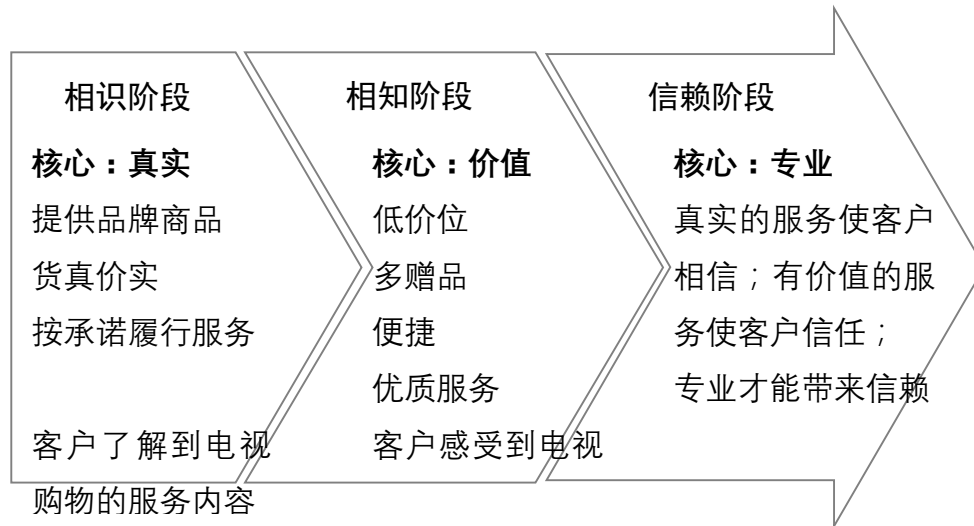 相识阶段
核心：真实
提供品牌商品
货真价实
按承诺履行服务
客户了解到电视
购物的服务内容
相知阶段
核心：价值
低价位
多赠品
便捷
优质服务
客户感受到电视
信赖阶段
核心：专业
真实的服务使客户
相信；有价值的服
务使客户信任；
专业才能带来信赖